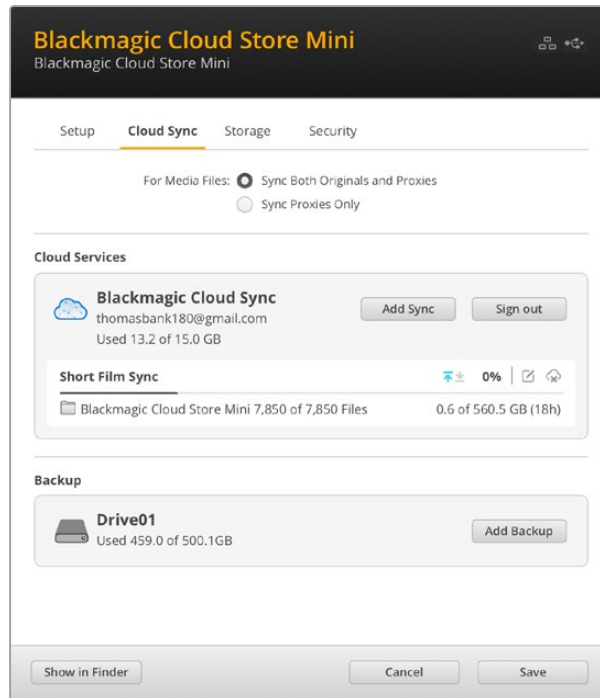 Blackmagic Cloud Store Mini
Blackmagic Cloud Store Mini
Setup Cloud Sync Storage Security
For Media Files: Sync Both Originals and Proxies
Sync Proxies Only
Cloud Services
Blackmagic Cloud Sync
thomasbank180@gmail.com
Used 13.2 of 15.0 GB
Add Sync Sign out
Short Film Sync 0%
Blackmagic Cloud Store Mini 7,850 of 7,850 Files 0.6 of 560.5 GB (18h)
Backup
Drive01
Used 459.0 of 500.1GB
Add Backup
Show in Finder Cancel Save